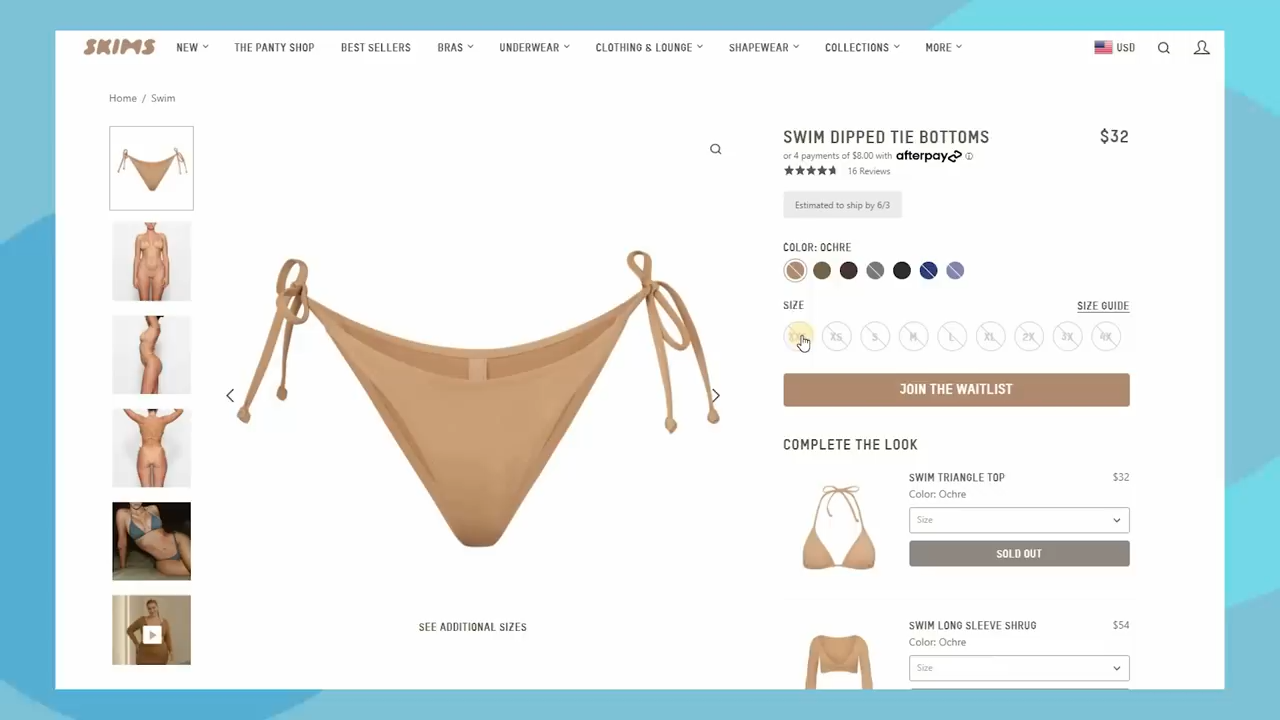 SKIMS
NEW
THE PANTY SHOP
BEST SELLERS
BRAS
UNDERWEAR
CLOTHING & LOUNGE
SHAPEWEAR
COLLECTIONS
MORE
USD
Home / Swim
SWIM DIPPED TIE BOTTOMS
$32
or 4 payments of $8.00 with afterpay
16 Reviews
Estimated to ship by 6/3
COLOR: OCHRE
SIZE
SIZE GUIDE
XS
S
M
L
XL
2X
3X
4X
JOIN THE WAITLIST
COMPLETE THE LOOK
SWIM TRIANGLE TOP
$32
Color: Ochre
Size
SOLD OUT
SWIM LONG SLEEVE SHRUG
$54
Color: Ochre
Size
SEE ADDITIONAL SIZES